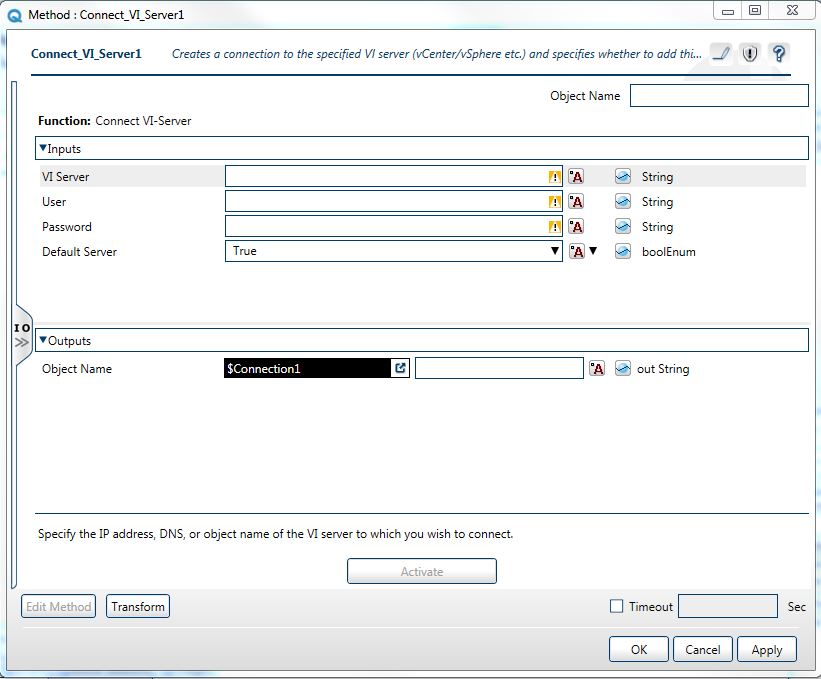 Method : Connect_VI_Server1
Connect_VI_Server1 Creates a connection to the specified VI server (vCenter/vSphere etc.) and specifies whether to add thi...
Object Name
Function: Connect VI-Server
Inputs
VI Server String
User String
Password String
Default Server True boolEnum
I O
Outputs
Object Name $Connection1 out String
Specify the IP address, DNS, or object name of the VI server to which you wish to connect.
Activate
Edit Method Transform Timeout Sec
OK Cancel Apply